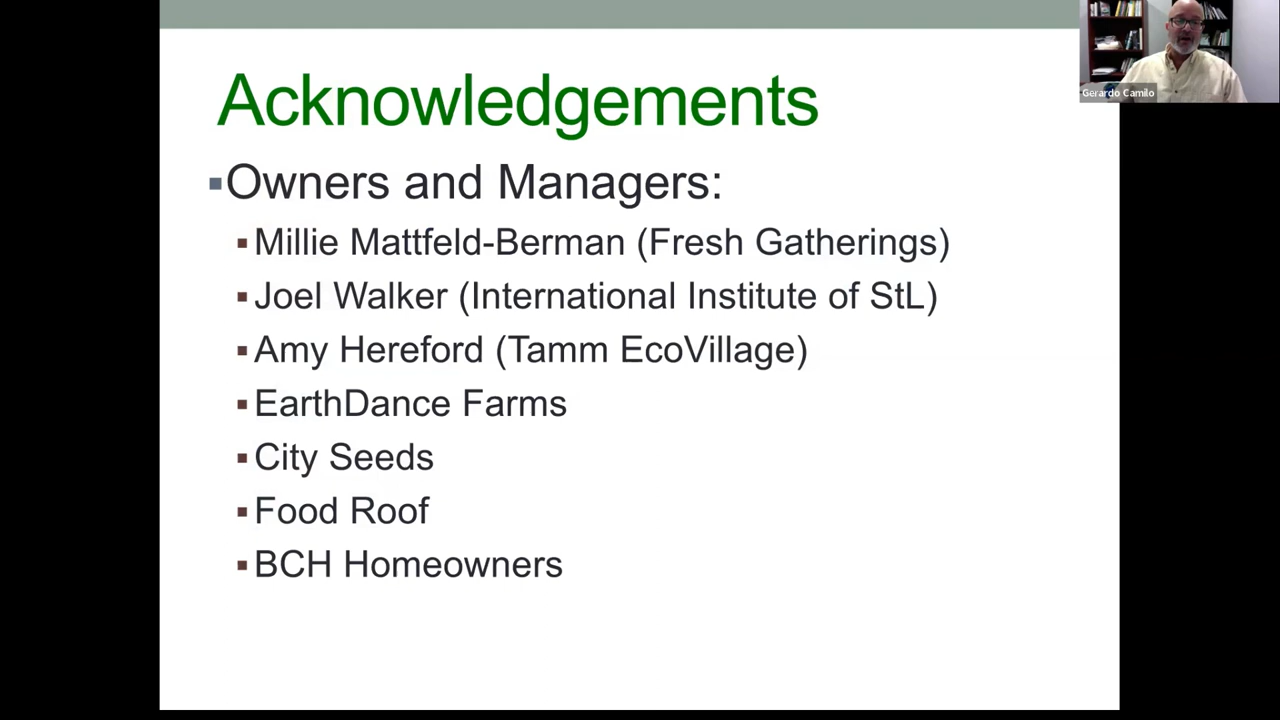 Acknowledgements
Gerardo Camilo
▪Owners and Managers:
▪Millie Mattfeld-Berman (Fresh Gatherings)
▪Joel Walker (International Institute of StL)
▪Amy Hereford (Tamm EcoVillage)
▪EarthDance Farms
▪City Seeds
▪Food Roof
▪BCH Homeowners